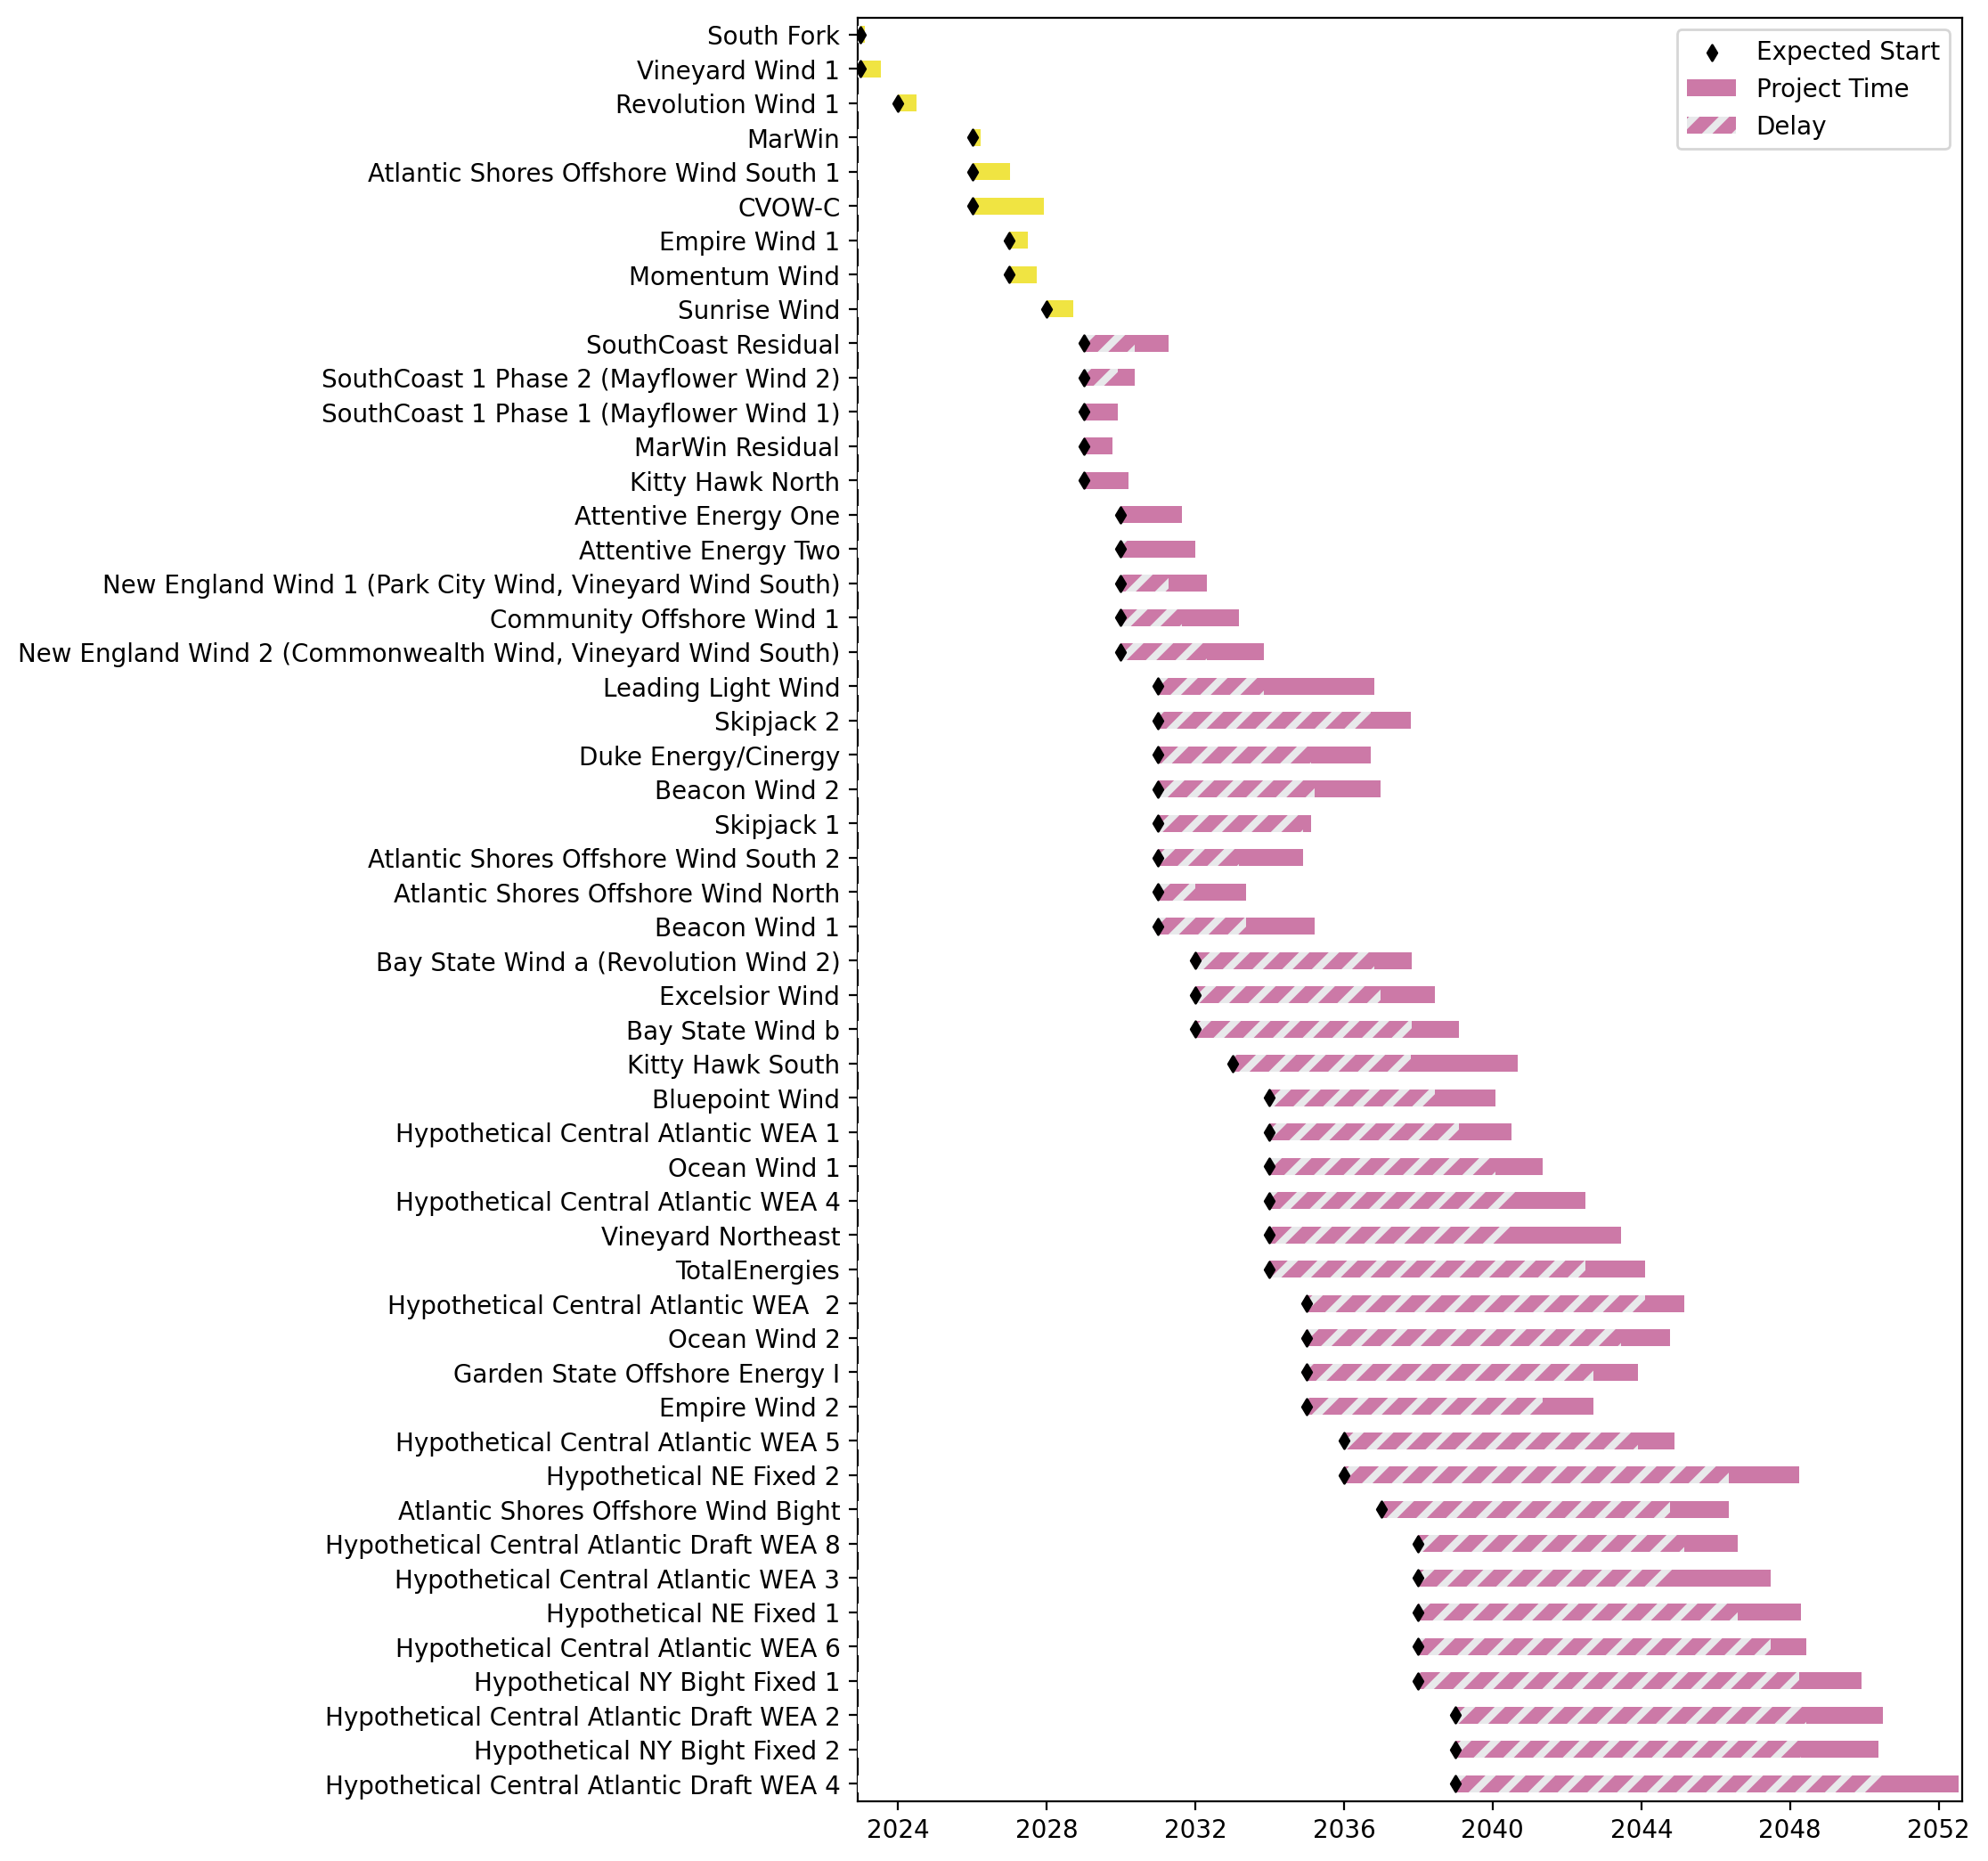 South Fork
Vineyard Wind 1
Revolution Wind 1
MarWin
Atlantic Shores Offshore Wind South 1
CVOW-C
Empire Wind 1
Momentum Wind
Sunrise Wind
SouthCoast Residual
SouthCoast 1 Phase 2 (Mayflower Wind 2)
SouthCoast 1 Phase 1 (Mayflower Wind 1)
MarWin Residual
Kitty Hawk North
Attentive Energy One
Attentive Energy Two
New England Wind 1 (Park City Wind, Vineyard Wind South)
Community Offshore Wind 1
New England Wind 2 (Commonwealth Wind, Vineyard Wind South)
Leading Light Wind
Skipjack 2
Duke Energy/Cinergy
Beacon Wind 2
Skipjack 1
Atlantic Shores Offshore Wind South 2
Atlantic Shores Offshore Wind North
Beacon Wind 1
Bay State Wind a (Revolution Wind 2)
Excelsior Wind
Bay State Wind b
Kitty Hawk South
Bluepoint Wind
Hypothetical Central Atlantic WEA 1
Ocean Wind 1
Hypothetical Central Atlantic WEA 4
Vineyard Northeast
TotalEnergies
Hypothetical Central Atlantic WEA  2
Ocean Wind 2
Garden State Offshore Energy I
Empire Wind 2
Hypothetical Central Atlantic WEA 5
Hypothetical NE Fixed 2
Atlantic Shores Offshore Wind Bight
Hypothetical Central Atlantic Draft WEA 8
Hypothetical Central Atlantic WEA 3
Hypothetical NE Fixed 1
Hypothetical Central Atlantic WEA 6
Hypothetical NY Bight Fixed 1
Hypothetical Central Atlantic Draft WEA 2
Hypothetical NY Bight Fixed 2
Hypothetical Central Atlantic Draft WEA 4
Expected Start
Project Time
Delay
2024 2028 2032 2036 2040 2044 2048 2052